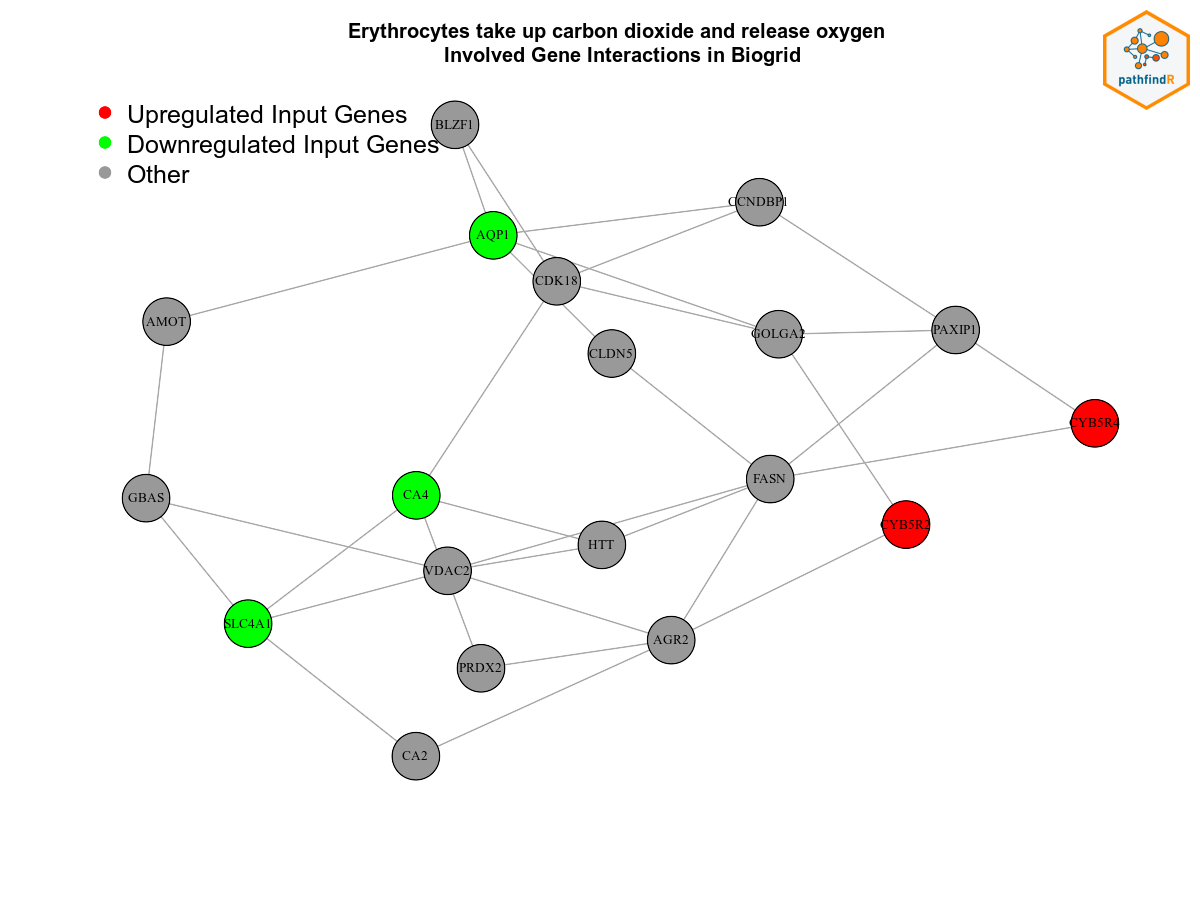 Erythrocytes take up carbon dioxide and release oxygen
Involved Gene Interactions in Biogrid
pathfindR
Upregulated Input Genes
Downregulated Input Genes
Other
BLZF1
CCNDBP1
AQP1
CDK18
AMOT
GOLGA2
PAXIP1
CLDN5
CYB5R4
FASN
CA4
GBAS
CYB5R2
HTT
VDAC2
SLC4A1
AGR2
PRDX2
CA2